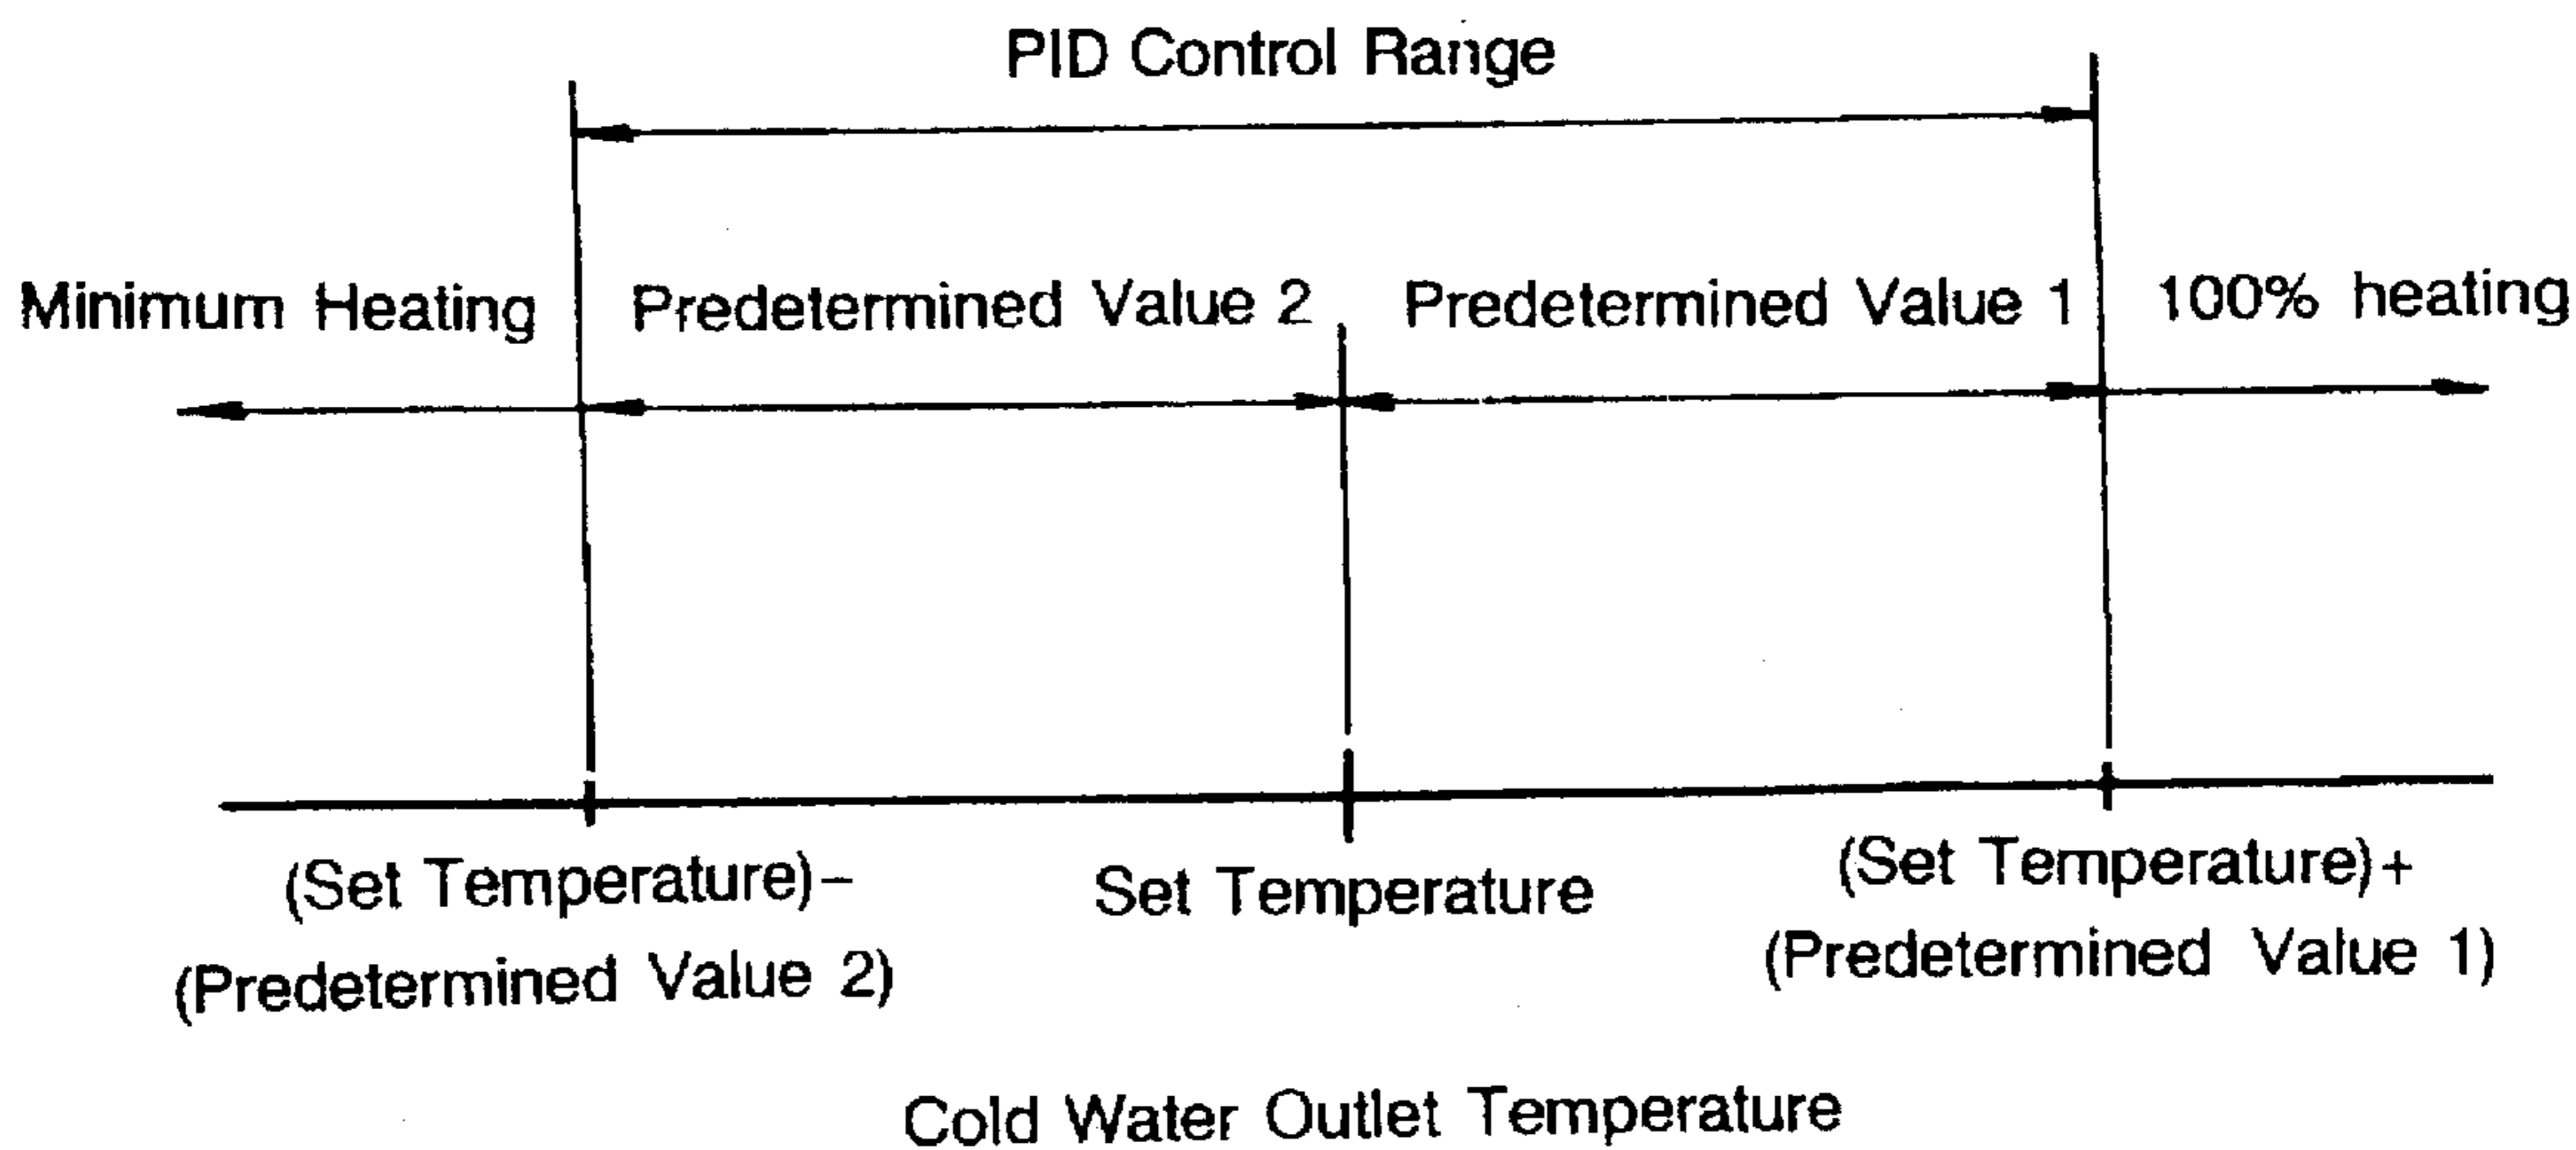 PID Control Range
Minimum Heating
Predetermined Value 2
Predetermined Value 1
100% heating
(Set Temperature)-
(Predetermined Value 2)
Set Temperature
(Set Temperature)+
(Predetermined Value 1)
Cold Water Outlet Temperature